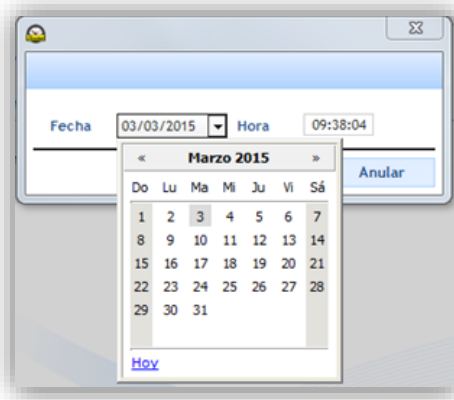 Fecha 03/03/2015 Hora 09:38:04
« Marzo 2015 »
Anular
Do Lu Ma Mi Ju Vi Sá
1 2 3 4 5 6 7
8 9 10 11 12 13 14
15 16 17 18 19 20 21
22 23 24 25 26 27 28
29 30 31
Hoy